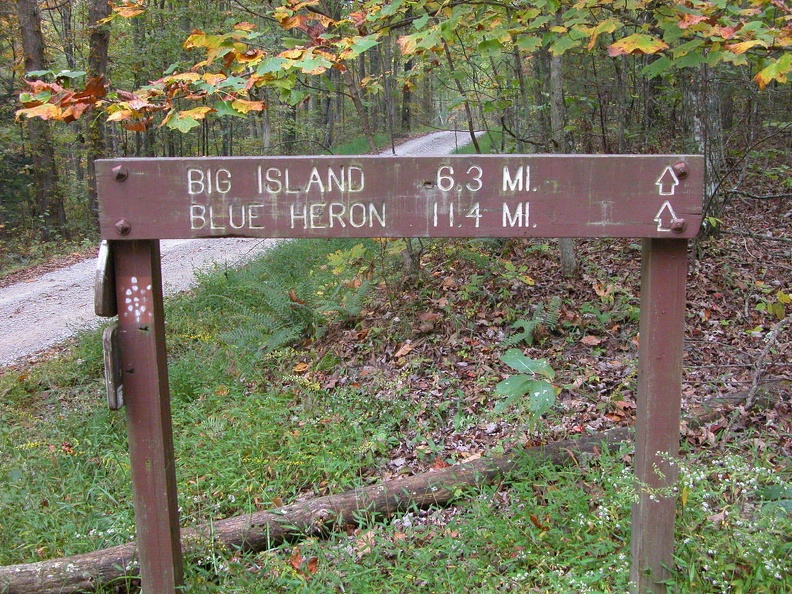 BIG ISLAND 6.3 MI.
BLUE HERON 11.4 MI.